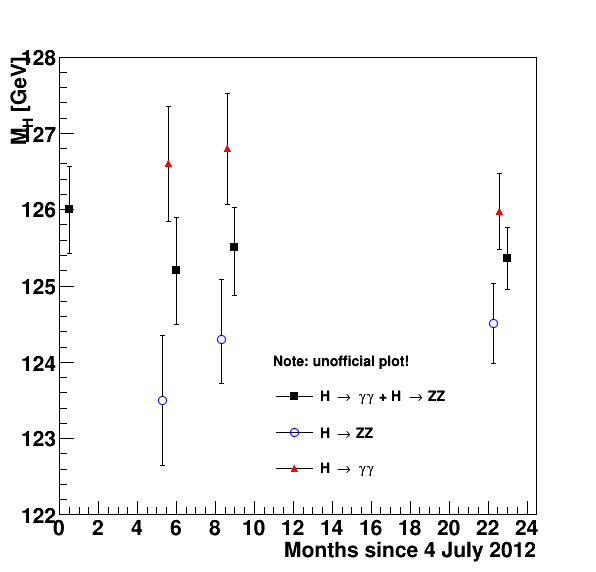 M_H [GeV]
128
127
126
125
124
123
122
Note: unofficial plot!
H → γγ + H → ZZ
H → ZZ
H → γγ
0 2 4 6 8 10 12 14 16 18 20 22 24
Months since 4 July 2012